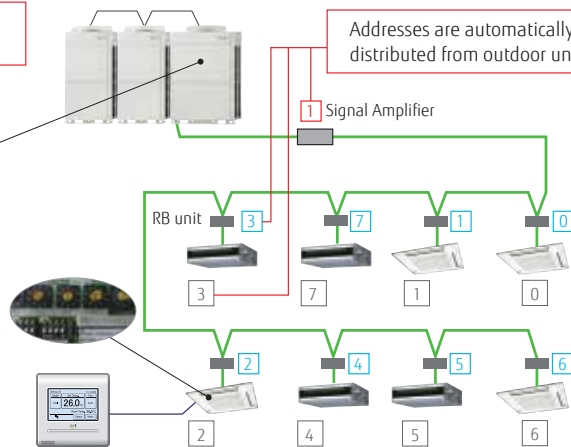 Addresses are automatically
distributed from outdoor un
1 Signal Amplifier
RB unit 3 7 1 0
3 7 1 0
2 4 5 6
26.0
2 4 5 6